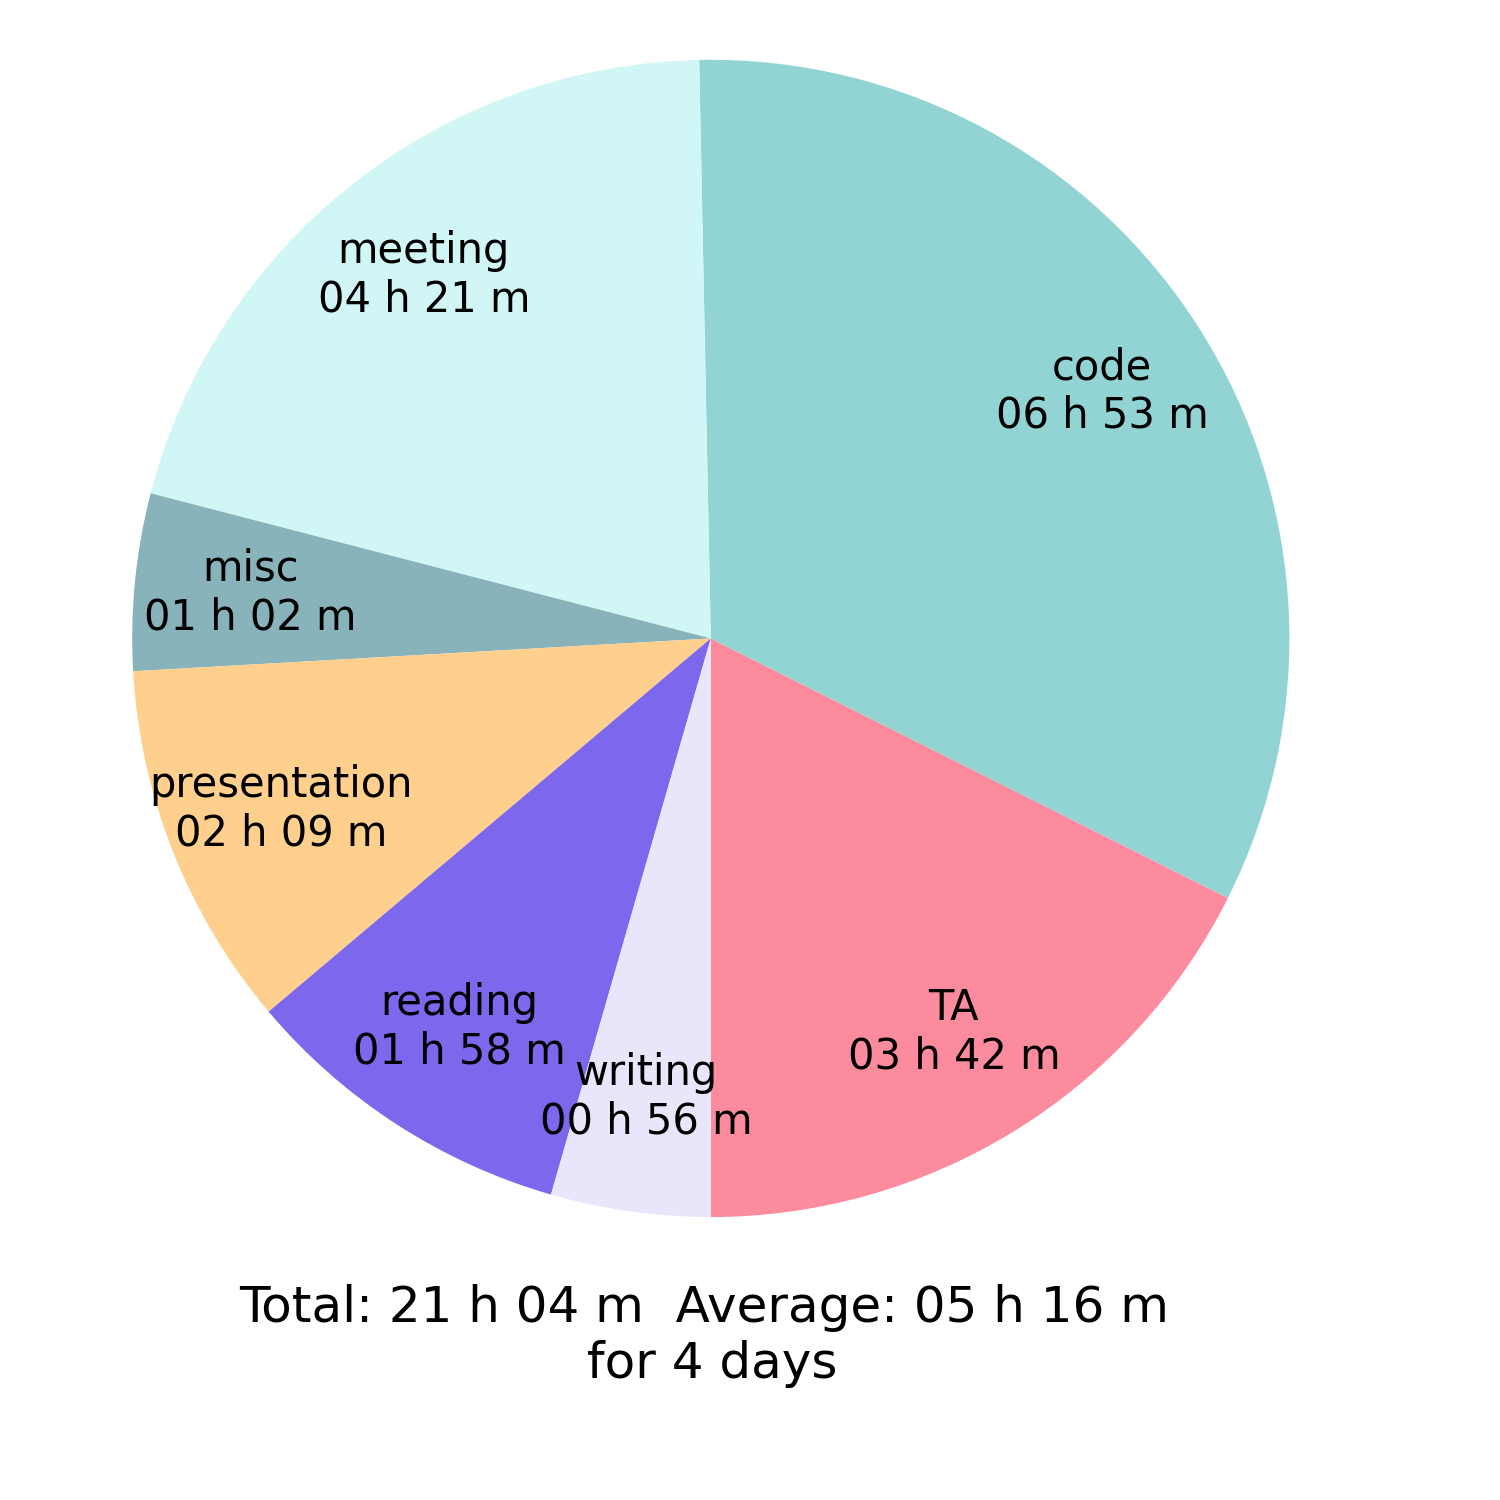 meeting
04 h 21 m
code
06 h 53 m
misc
01 h 02 m
presentation
02 h 09 m
reading
01 h 58 m
writing
00 h 56 m
TA
03 h 42 m
Total: 21 h 04 m  Average: 05 h 16 m
for 4 days